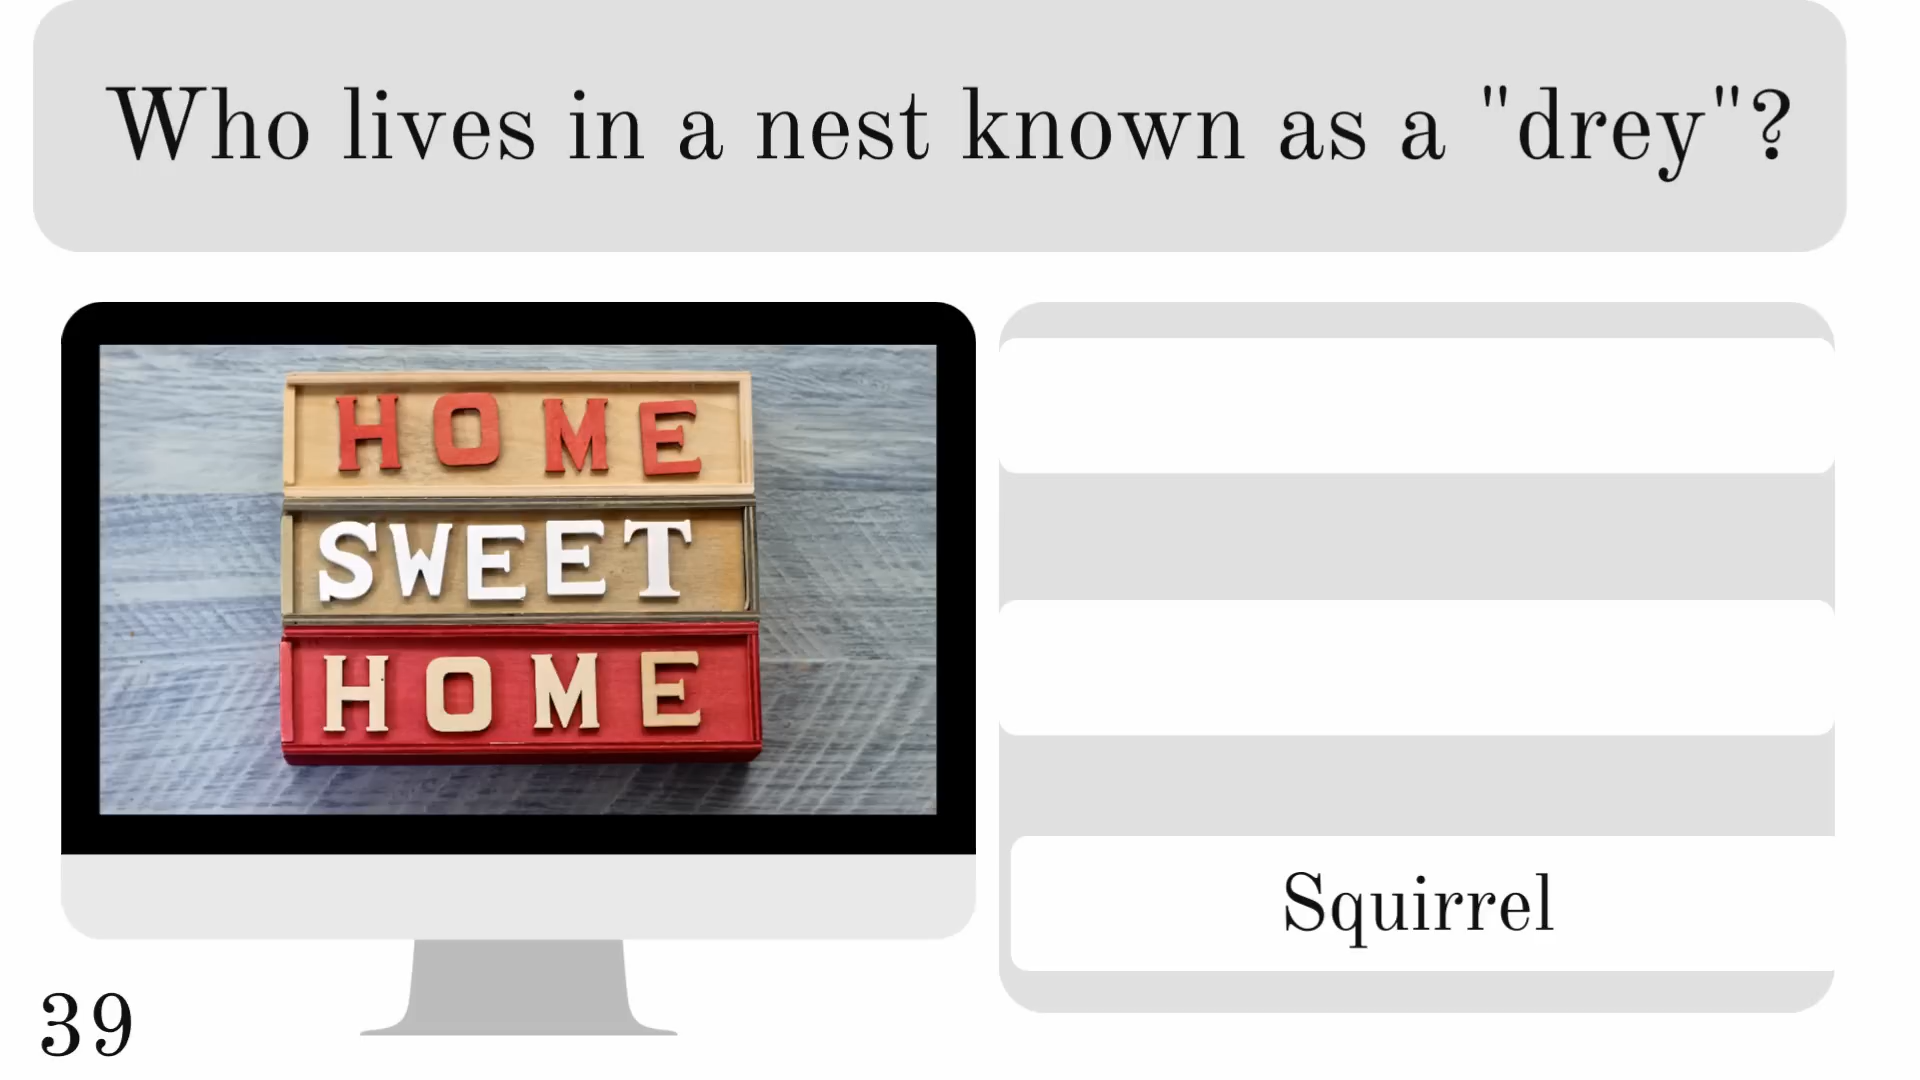 Who lives in a nest known as a "drey"?
HOME
SWEET
HOME
Squirrel
39